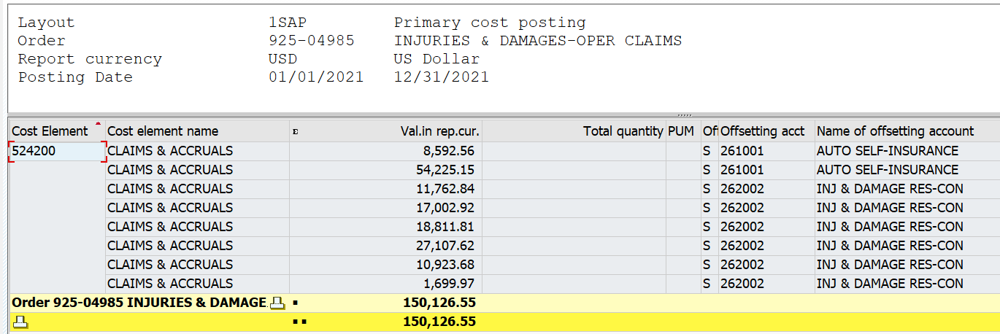 Layout 1SAP Primary cost posting
Order 925-04985 INJURIES & DAMAGES-OPER CLAIMS
Report currency USD US Dollar
Posting Date 01/01/2021 12/31/2021
Cost Element Cost element name Σ Val.in rep.cur. Total quantity PUM Of Offsetting acct Name of offsetting account
524200 CLAIMS & ACCRUALS 8,592.56 S 261001 AUTO SELF-INSURANCE
CLAIMS & ACCRUALS 54,225.15 S 261001 AUTO SELF-INSURANCE
CLAIMS & ACCRUALS 11,762.84 S 262002 INJ & DAMAGE RES-CON
CLAIMS & ACCRUALS 17,002.92 S 262002 INJ & DAMAGE RES-CON
CLAIMS & ACCRUALS 18,811.81 S 262002 INJ & DAMAGE RES-CON
CLAIMS & ACCRUALS 27,107.62 S 262002 INJ & DAMAGE RES-CON
CLAIMS & ACCRUALS 10,923.68 S 262002 INJ & DAMAGE RES-CON
CLAIMS & ACCRUALS 1,699.97 S 262002 INJ & DAMAGE RES-CON
Order 925-04985 INJURIES & DAMAGE 150,126.55
150,126.55